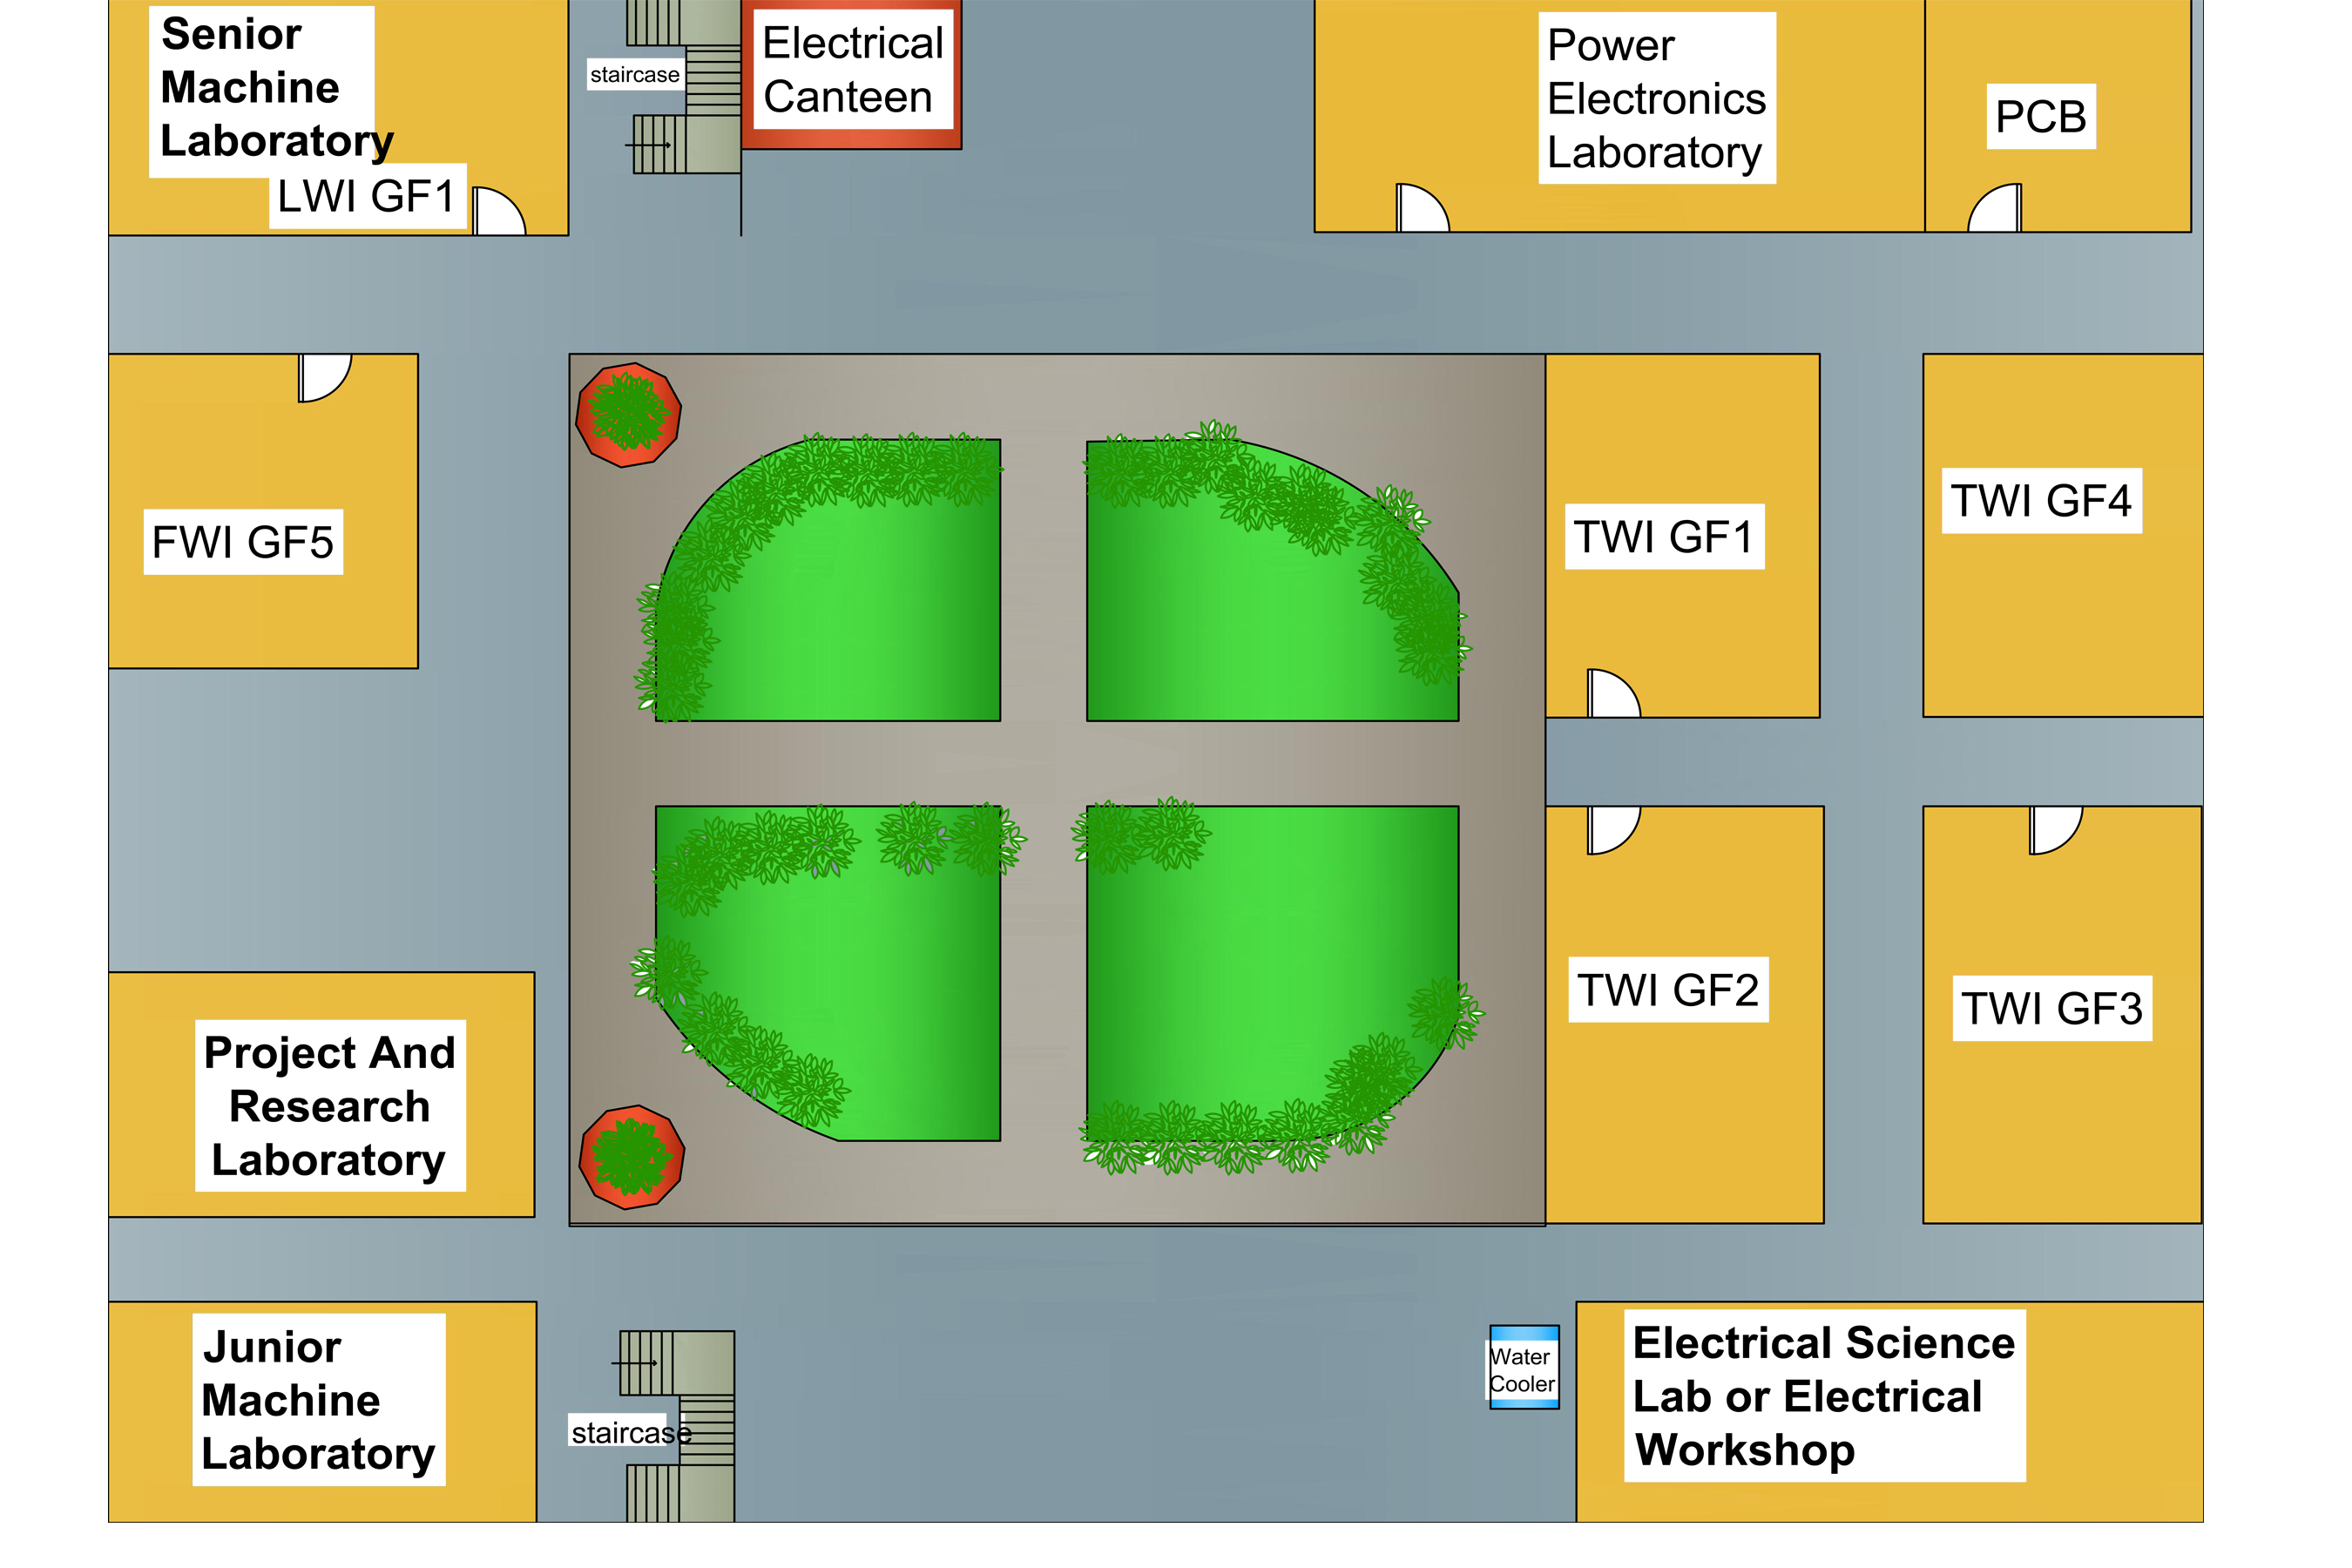 Senior
Machine
Laboratory
LWI GF1
staircase
Electrical
Canteen
Power
Electronics
Laboratory
PCB
FWI GF5
TWI GF1
TWI GF4
Project And
Research
Laboratory
TWI GF2
TWI GF3
Junior
Machine
Laboratory
staircase
Water
Cooler
Electrical Science
Lab or Electrical
Workshop